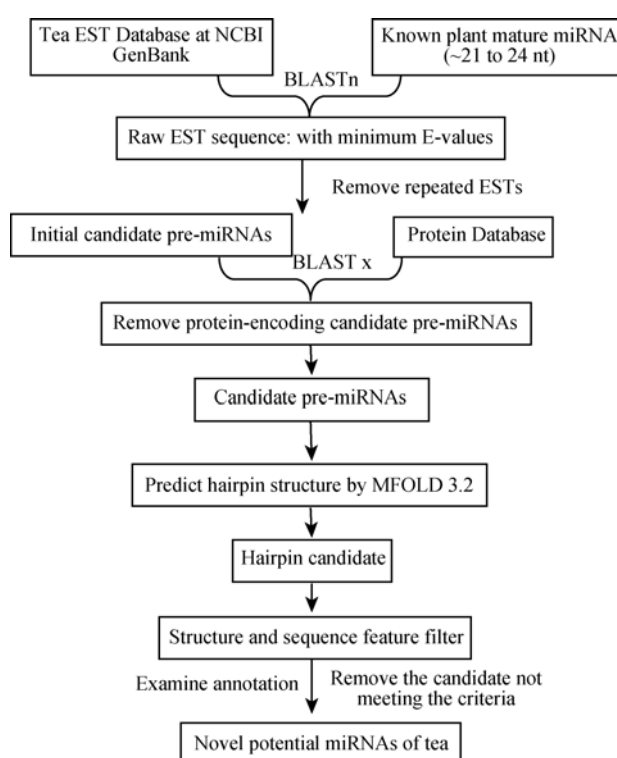 Tea EST Database at NCBI
GenBank
Known plant mature miRNA
(~21 to 24 nt)
BLASTn
Raw EST sequence: with minimum E-values
Remove repeated ESTs
Initial candidate pre-miRNAs
Protein Database
BLAST x
Remove protein-encoding candidate pre-miRNAs
Candidate pre-miRNAs
Predict hairpin structure by MFOLD 3.2
Hairpin candidate
Structure and sequence feature filter
Examine annotation
Remove the candidate not
meeting the criteria
Novel potential miRNAs of tea